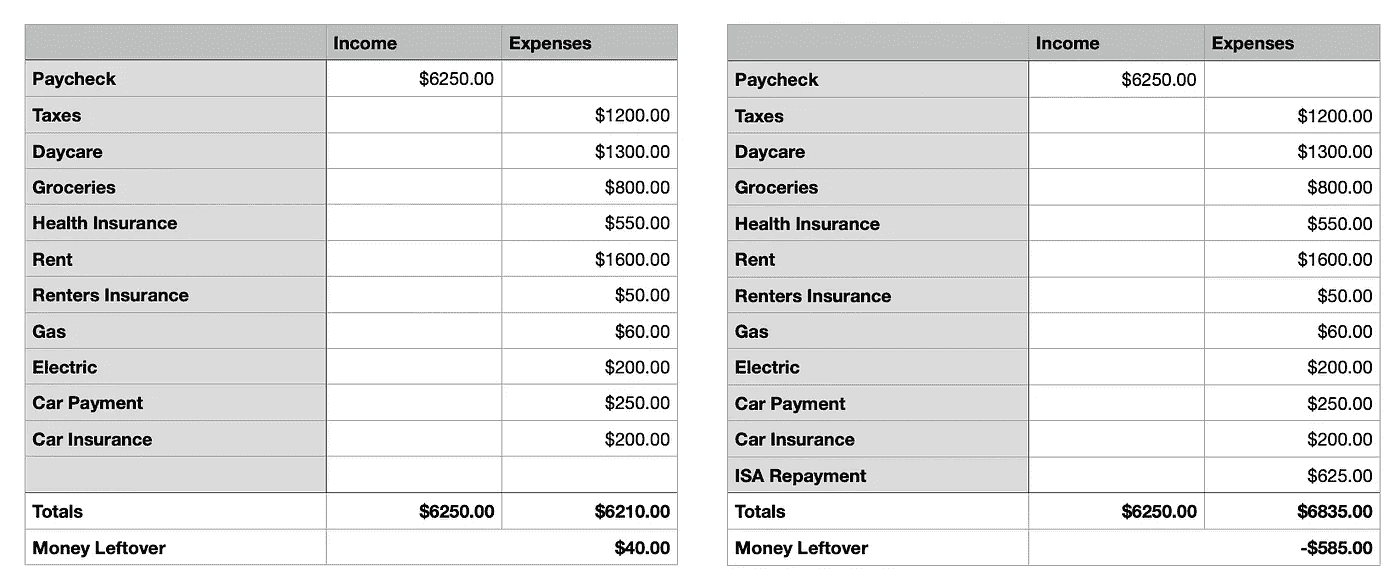 Income Expenses
Paycheck $6250.00
Taxes $1200.00
Daycare $1300.00
Groceries $800.00
Health Insurance $550.00
Rent $1600.00
Renters Insurance $50.00
Gas $60.00
Electric $200.00
Car Payment $250.00
Car Insurance $200.00
Totals $6250.00 $6210.00
Money Leftover $40.00
Income Expenses
Paycheck $6250.00
Taxes $1200.00
Daycare $1300.00
Groceries $800.00
Health Insurance $550.00
Rent $1600.00
Renters Insurance $50.00
Gas $60.00
Electric $200.00
Car Payment $250.00
Car Insurance $200.00
ISA Repayment $625.00
Totals $6250.00 $6835.00
Money Leftover -$585.00